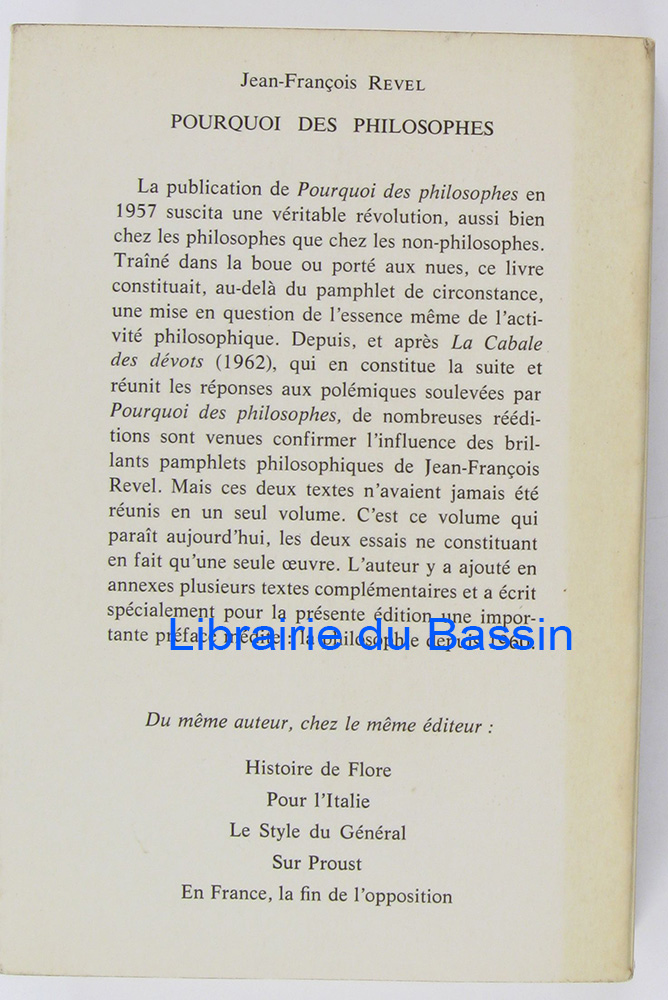 Jean-François REVEL
POURQUOI DES PHILOSOPHES
La publication de Pourquoi des philosophes en
1957 suscita une véritable révolution, aussi bien
chez les philosophes que chez les non-philosophes.
Traîné dans la boue ou porté aux nues, ce livre
constituait, au-delà du pamphlet de circonstance,
une mise en question de l'essence même de l'acti-
vité philosophique. Depuis, et après La Cabale
des dévots (1962), qui en constitue la suite et
réunit les réponses aux polémiques soulevées par
Pourquoi des philosophes, de nombreuses réédi-
tions sont venues confirmer l'influence des bril-
lants pamphlets philosophiques de Jean-François
Revel. Mais ces deux textes n'avaient jamais été
réunis en un seul volume. C'est ce volume qui
paraît aujourd'hui, les deux essais ne constituant
en fait qu'une seule œuvre. L'auteur y a ajouté en
annexes plusieurs textes complémentaires et a écrit
spécialement pour la présente édition une impor-
tante préface inédite : la philosophie depuis 1960.
Librairie du Bassin
Du même auteur, chez le même éditeur :
Histoire de Flore
Pour l'Italie
Le Style du Général
Sur Proust
En France, la fin de l'opposition